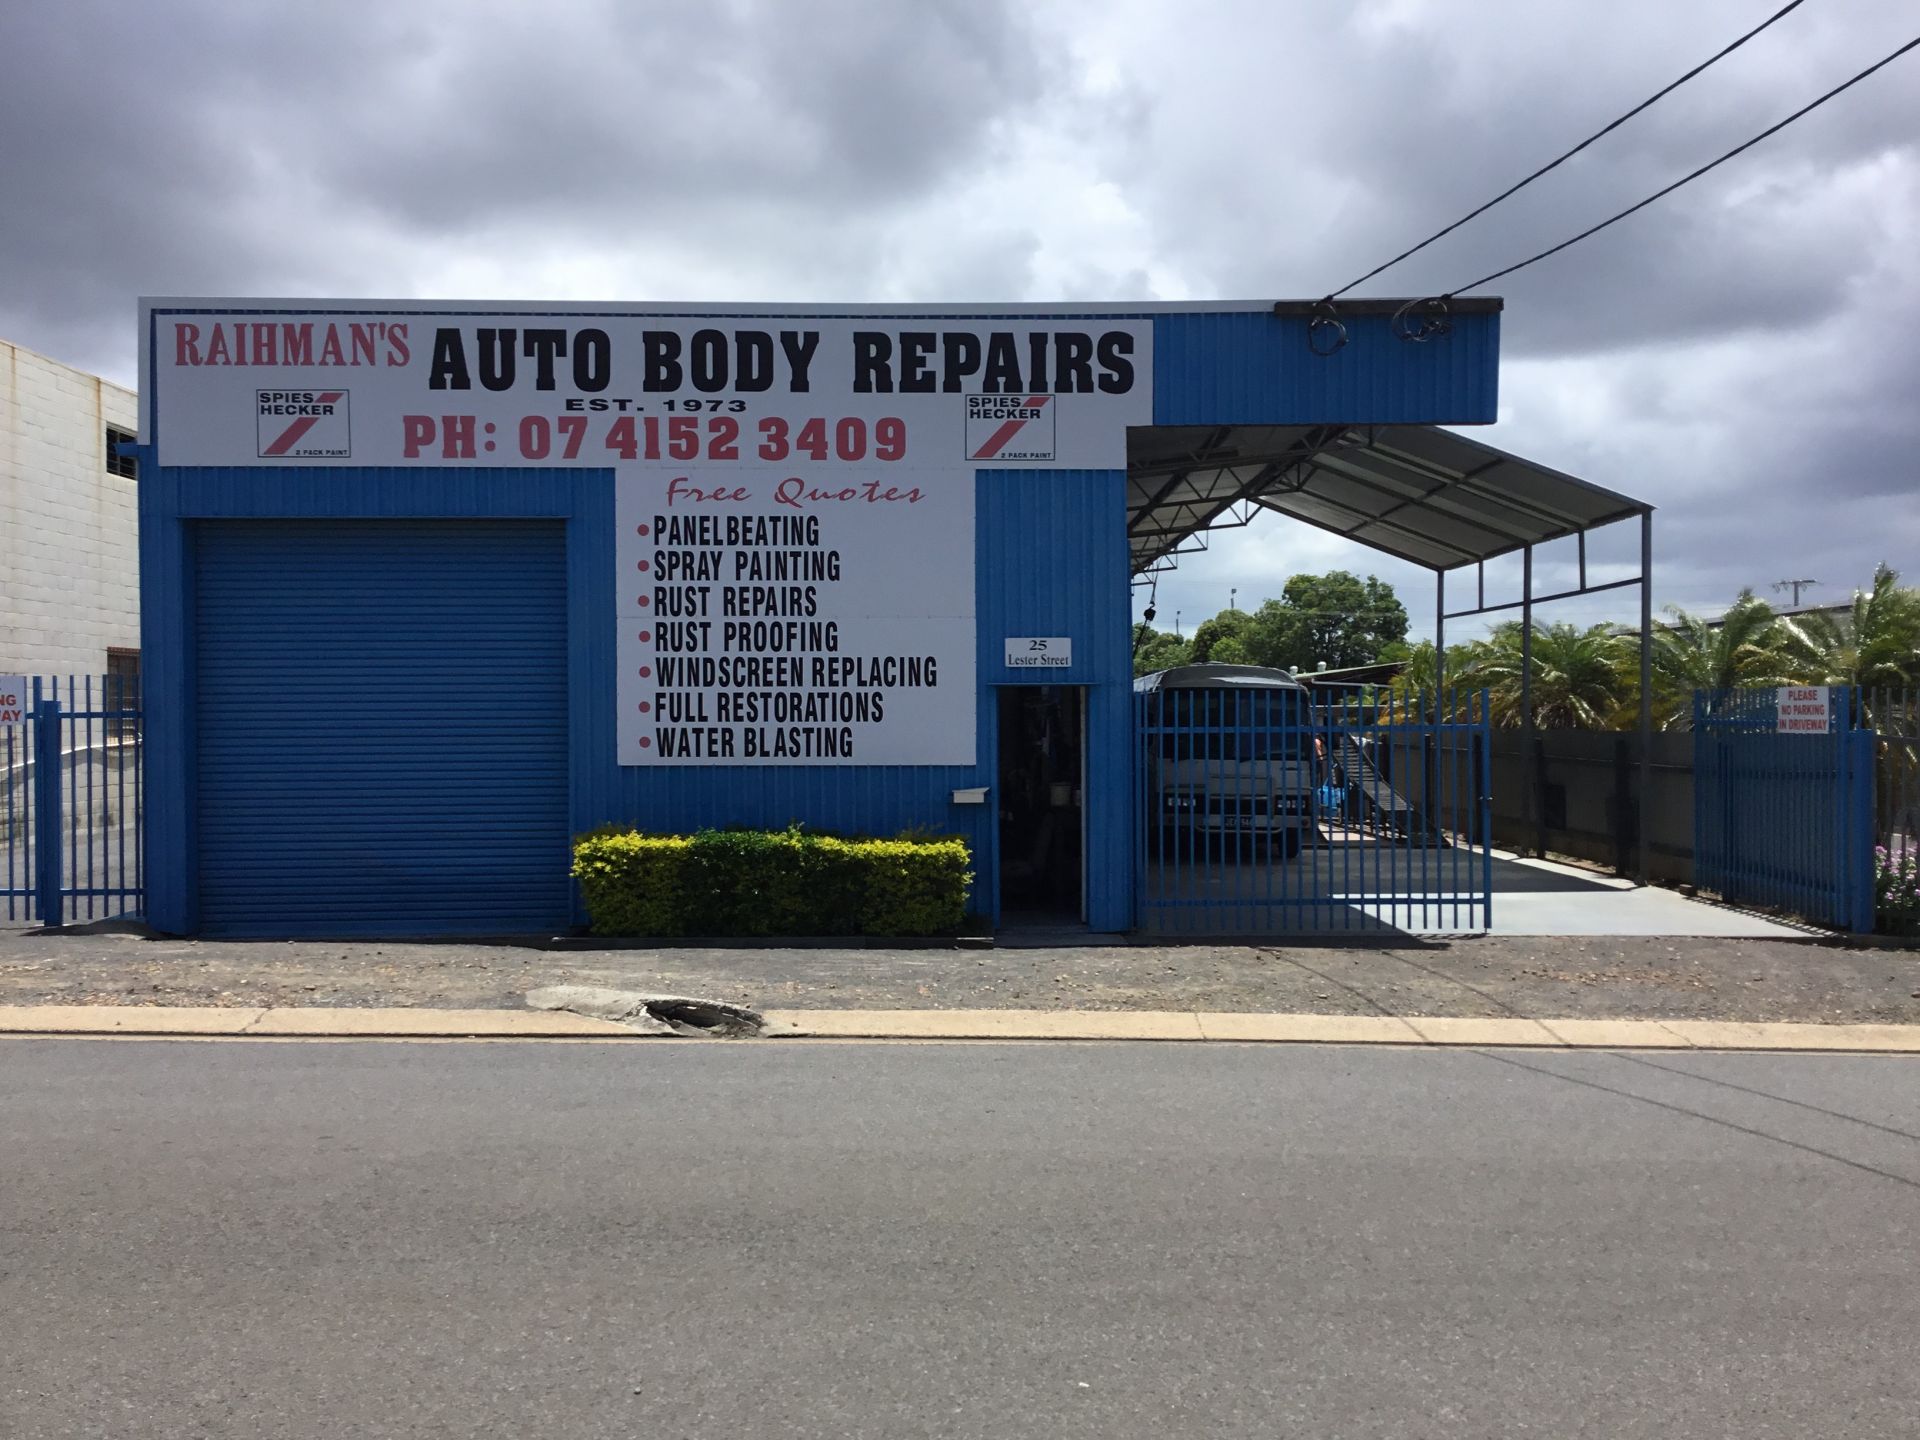 RAIHMAN'S AUTO BODY REPAIRS
EST. 1973
SPIES
HECKER
2 PACK PAINT
PH: 07 4152 3409
SPIES
HECKER
2 PACK PAINT
Free Quotes
• PANELBEATING
• SPRAY PAINTING
• RUST REPAIRS
• RUST PROOFING
• WINDSCREEN REPLACING
• FULL RESTORATIONS
• WATER BLASTING
25
Lester Street
PLEASE
NO PARKING
IN DRIVEWAY
NG
AY